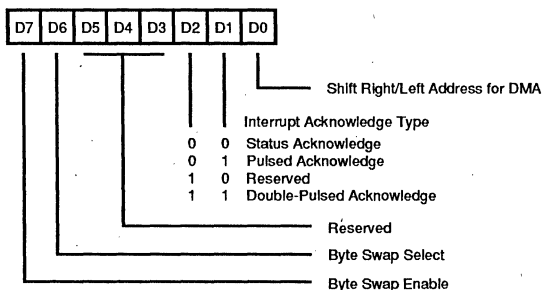 D7 D6 D5 D4 D3 D2 D1 D0
Shift Right/Left Address for DMA
Interrupt Acknowledge Type
0 0 Status Acknowledge
0 1 Pulsed Acknowledge
1 0 Reserved
1 1 Double-Pulsed Acknowledge
Reserved
Byte Swap Select
Byte Swap Enable